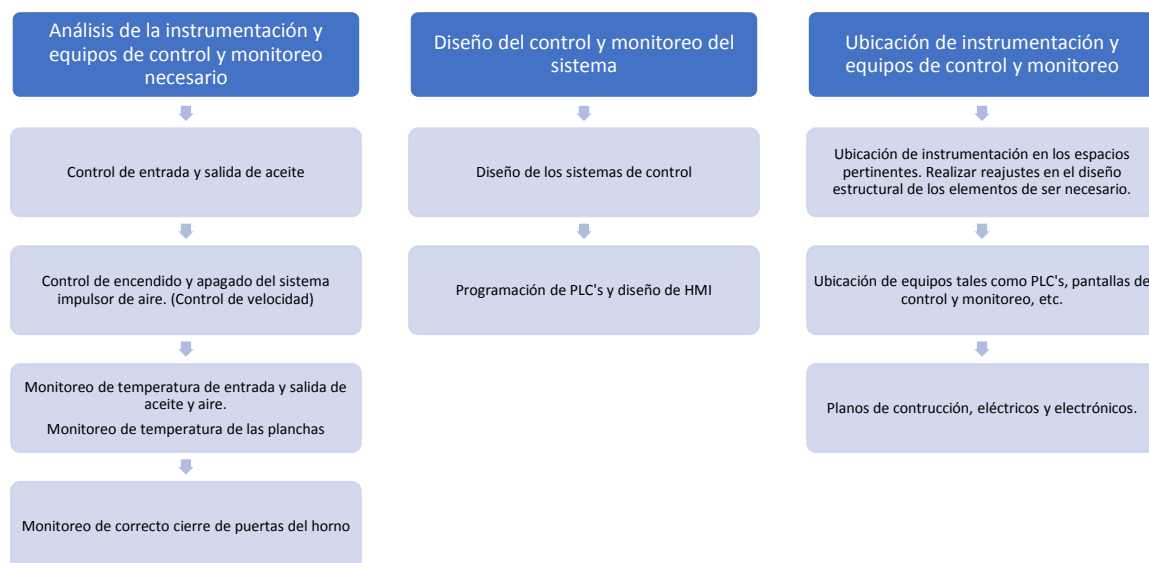 Análisis de la instrumentación y
equipos de control y monitoreo
necesario
Control de entrada y salida de aceite
Control de encendido y apagado del sistema
impulsor de aire. (Control de velocidad)
Monitoreo de temperatura de entrada y salida de
aceite y aire.
Monitoreo de temperatura de las planchas
Monitoreo de correcto cierre de puertas del horno
Diseño del control y monitoreo del
sistema
Diseño de los sistemas de control
Programación de PLC's y diseño de HMI
Ubicación de instrumentación y
equipos de control y monitoreo
Ubicación de instrumentación en los espacios
pertinentes. Realizar reajustes en el diseño
estructural de los elementos de ser necesario.
Ubicación de equipos tales como PLC's, pantallas de
control y monitoreo, etc.
Planos de contrucción, eléctricos y electrónicos.